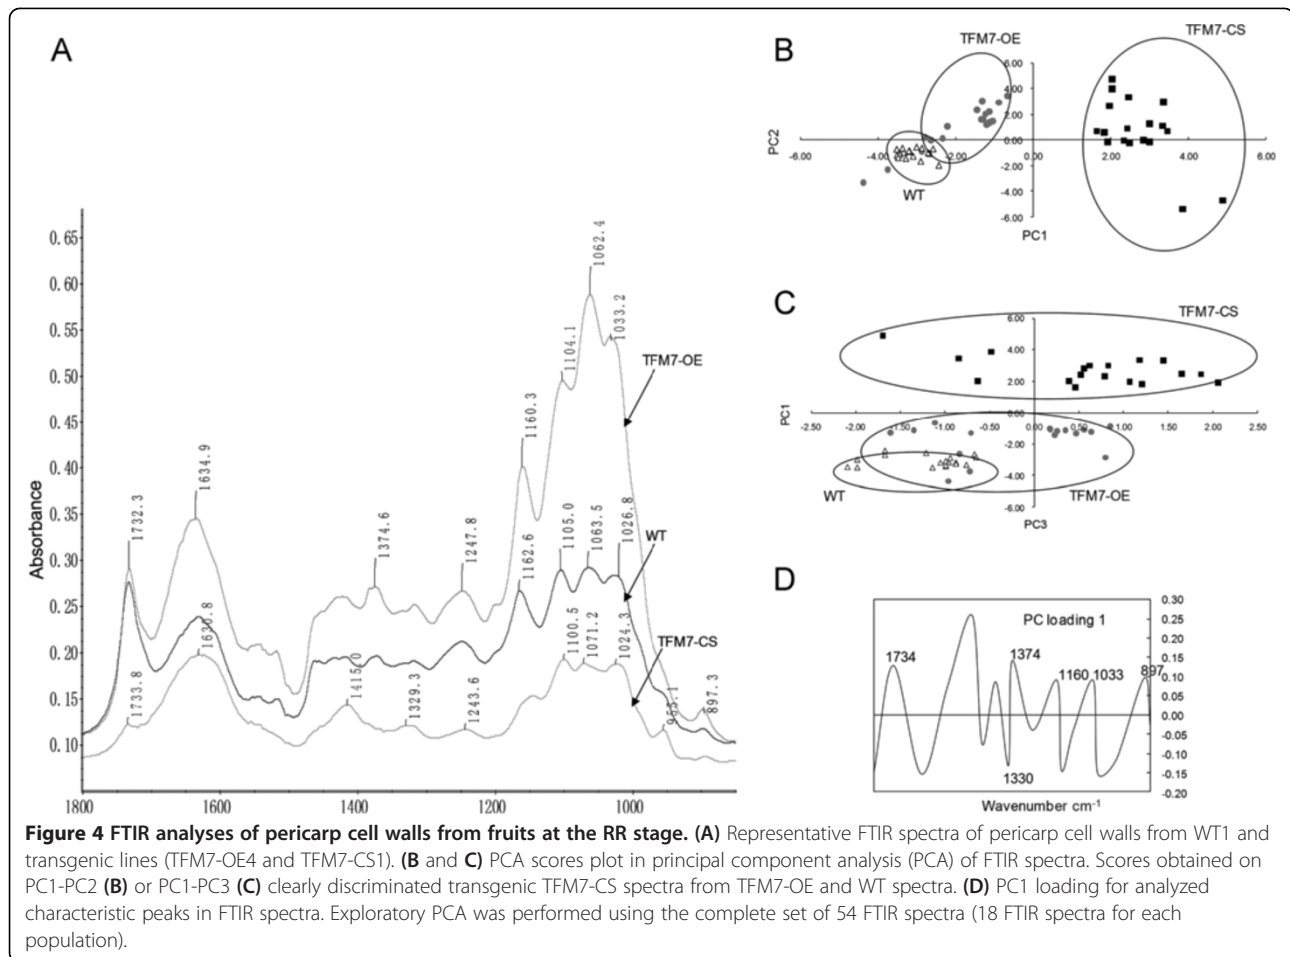 A
0.65
0.60
0.55
0.50
0.45
0.40
0.35
0.30
0.25
0.20
0.15
0.10
Absorbance
1732.3
1634.9
1374.6
1247.8
1160.3
1104.1
1062.4
1033.2
TFM7-OE
1162.6
1105.0
1063.5
1026.8
WT
1733.8
1630.8
1415.0
1329.3
1243.6
1100.5
1071.2
1024.3
TFM7-CS
955.1
897.3
1800
1600
1400
1200
1000
B
TFM7-OE
TFM7-CS
6.00
4.00
2.00
0.00
-2.00
-4.00
-6.00
PC2
-6.00 -4.00 -2.00 0.00 2.00 4.00 6.00
WT
PC1
C
TFM7-CS
6.00
4.00
2.00
0.00
-2.00
-4.00
-6.00
PC1
-2.50 -2.00 -1.50 -1.00 -0.50 0.00 0.50 1.00 1.50 2.00 2.50
WT
TFM7-OE
PC3
D
PC loading 1
0.30
0.25
0.20
0.15
0.10
0.05
0.00
-0.05
-0.10
-0.15
-0.20
1734
1374
1160 1033
897
1330
Wavenumber cm-1
Figure 4 FTIR analyses of pericarp cell walls from fruits at the RR stage. (A) Representative FTIR spectra of pericarp cell walls from WT1 and
transgenic lines (TFM7-OE4 and TFM7-CS1). (B and C) PCA scores plot in principal component analysis (PCA) of FTIR spectra. Scores obtained on
PC1-PC2 (B) or PC1-PC3 (C) clearly discriminated transgenic TFM7-CS spectra from TFM7-OE and WT spectra. (D) PC1 loading for analyzed
characteristic peaks in FTIR spectra. Exploratory PCA was performed using the complete set of 54 FTIR spectra (18 FTIR spectra for each
population).